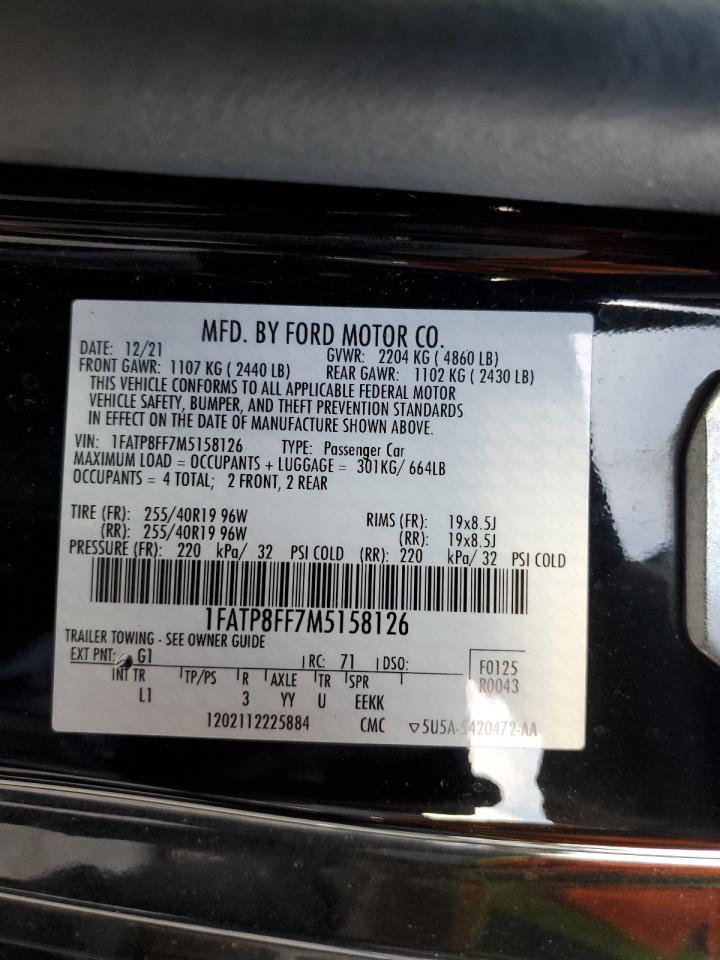 MFD. BY FORD MOTOR CO.
DATE: 12/21 GVWR: 2204 KG ( 4860 LB)
FRONT GAWR: 1107 KG ( 2440 LB) REAR GAWR: 1102 KG ( 2430 LB)
THIS VEHICLE CONFORMS TO ALL APPLICABLE FEDERAL MOTOR
VEHICLE SAFETY, BUMPER, AND THEFT PREVENTION STANDARDS
IN EFFECT ON THE DATE OF MANUFACTURE SHOWN ABOVE.
VIN: 1FATP8FF7M5158126 TYPE: Passenger Car
MAXIMUM LOAD = OCCUPANTS + LUGGAGE = 301KG/ 664LB
OCCUPANTS = 4 TOTAL; 2 FRONT, 2 REAR
TIRE (FR): 255/40R19 96W RIMS (FR): 19x8.5J
(RR): 255/40R19 96W (RR): 19x8.5J
PRESSURE (FR): 220 kPa/ 32 PSI COLD (RR): 220 kPa/ 32 PSI COLD
1FATP8FF7M5158126
TRAILER TOWING - SEE OWNER GUIDE
EXT PNT: G1 RC: 71 DSO: F0125
INT TR TP/PS R AXLE TR SPR R0043
L1 3 YY U EEKK
1202112225884 CMC ▽5U5A-5420472-AA